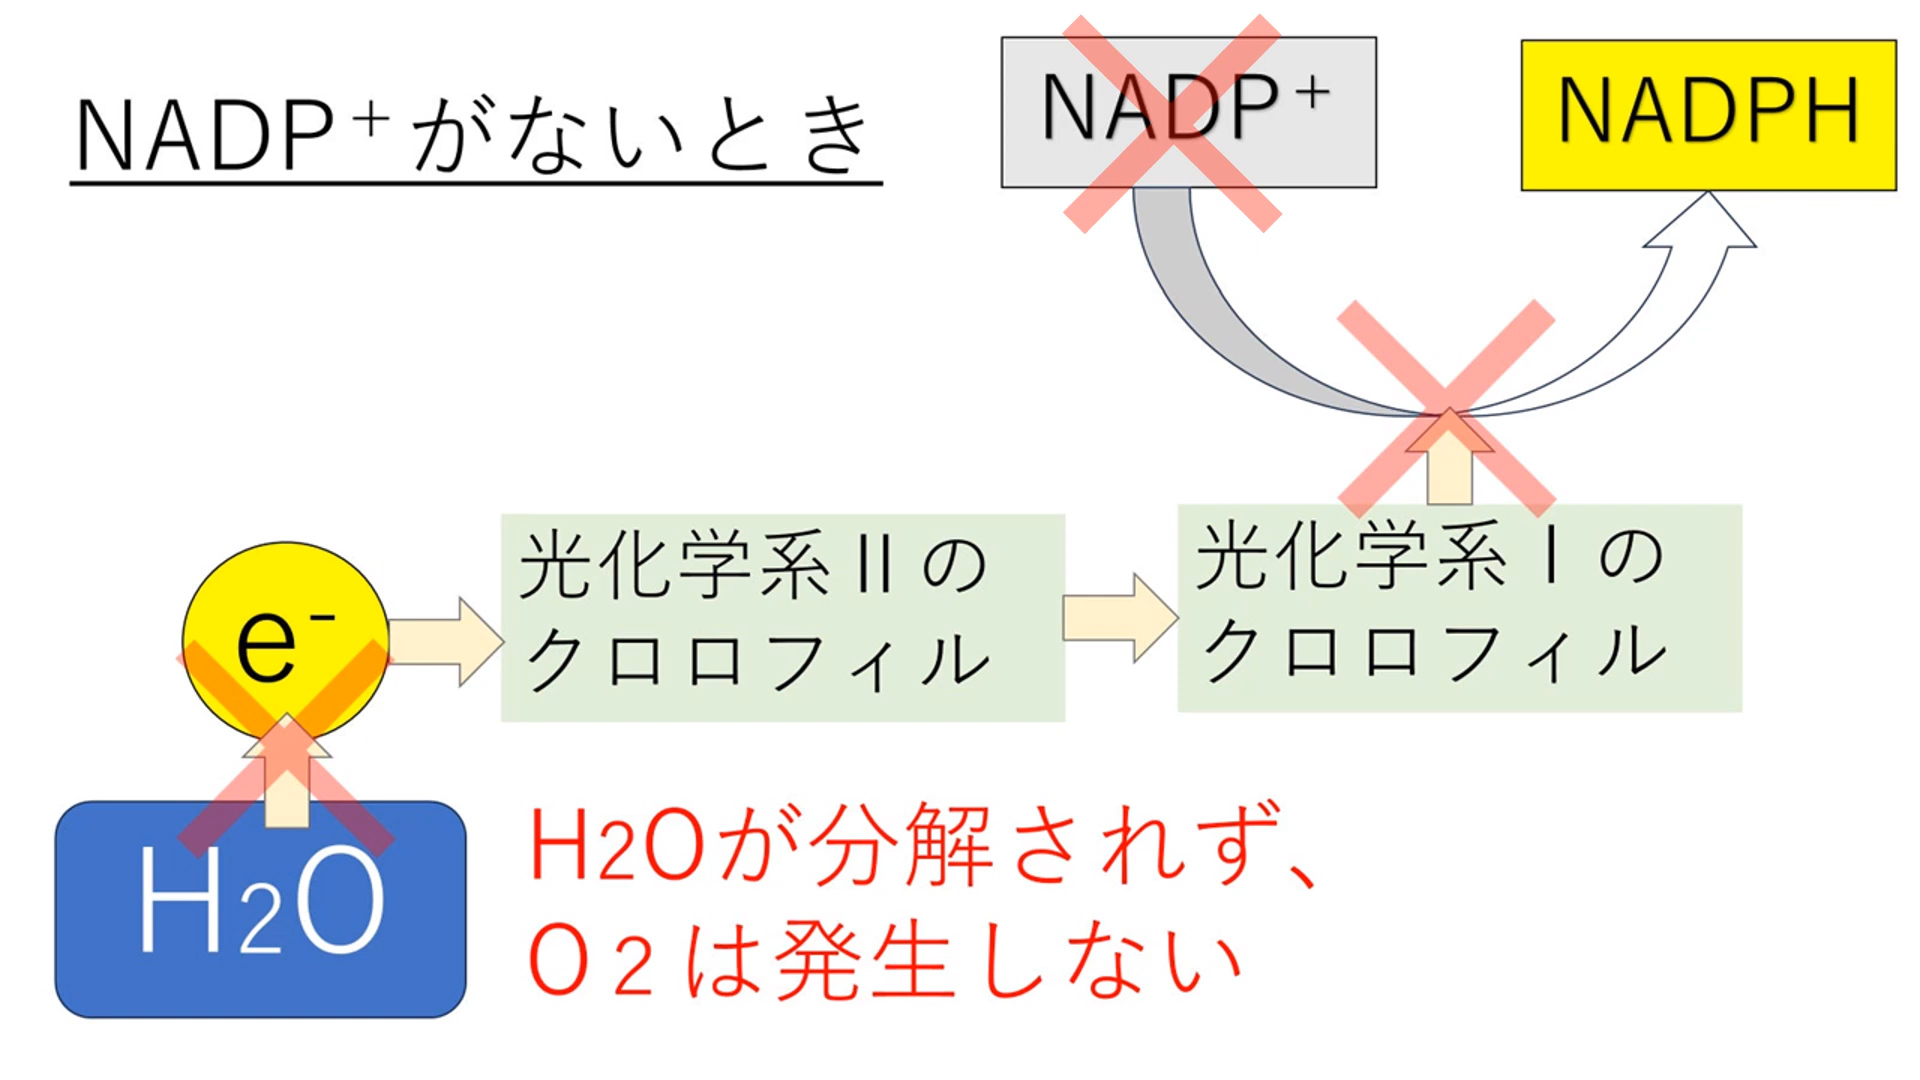 NADP⁺がないとき
NADP⁺
NADPH
e⁻
光化学系Ⅱの
クロロフィル
光化学系Ⅰの
クロロフィル
H2O
H2Oが分解されず、
O２は発生しない